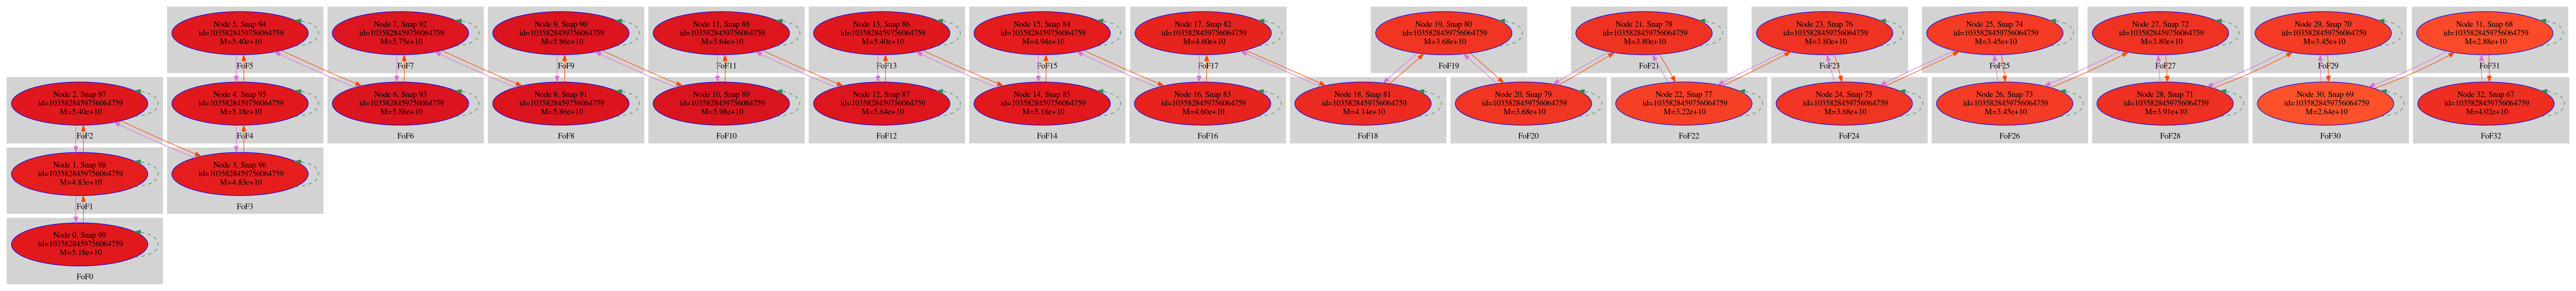 Node 5, Snap 94
id=1035828459756064759
M=5.40e+10
FoF5
Node 7, Snap 92
id=1035828459756064759
M=5.75e+10
FoF7
Node 9, Snap 90
id=1035828459756064759
M=5.86e+10
FoF9
Node 11, Snap 88
id=1035828459756064759
M=5.64e+10
FoF11
Node 13, Snap 86
id=1035828459756064759
M=5.40e+10
FoF13
Node 15, Snap 84
id=1035828459756064759
M=4.94e+10
FoF15
Node 17, Snap 82
id=1035828459756064759
M=4.60e+10
FoF17
Node 19, Snap 80
id=1035828459756064759
M=3.68e+10
FoF19
Node 21, Snap 78
id=1035828459756064759
M=3.80e+10
FoF21
Node 23, Snap 76
id=1035828459756064759
M=3.80e+10
FoF23
Node 25, Snap 74
id=1035828459756064759
M=3.45e+10
FoF25
Node 27, Snap 72
id=1035828459756064759
M=3.80e+10
FoF27
Node 29, Snap 70
id=1035828459756064759
M=3.45e+10
FoF29
Node 31, Snap 68
id=1035828459756064759
M=2.88e+10
FoF31
Node 2, Snap 97
id=1035828459756064759
M=5.40e+10
FoF2
Node 4, Snap 95
id=1035828459756064759
M=5.18e+10
FoF4
Node 6, Snap 93
id=1035828459756064759
M=5.86e+10
FoF6
Node 8, Snap 91
id=1035828459756064759
M=5.86e+10
FoF8
Node 10, Snap 89
id=1035828459756064759
M=5.98e+10
FoF10
Node 12, Snap 87
id=1035828459756064759
M=5.64e+10
FoF12
Node 14, Snap 85
id=1035828459756064759
M=5.18e+10
FoF14
Node 16, Snap 83
id=1035828459756064759
M=4.60e+10
FoF16
Node 18, Snap 81
id=1035828459756064759
M=4.14e+10
FoF18
Node 20, Snap 79
id=1035828459756064759
M=3.68e+10
FoF20
Node 22, Snap 77
id=1035828459756064759
M=3.22e+10
FoF22
Node 24, Snap 75
id=1035828459756064759
M=3.68e+10
FoF24
Node 26, Snap 73
id=1035828459756064759
M=3.45e+10
FoF26
Node 28, Snap 71
id=1035828459756064759
M=3.91e+10
FoF28
Node 30, Snap 69
id=1035828459756064759
M=2.64e+10
FoF30
Node 32, Snap 67
id=1035828459756064759
M=4.02e+10
FoF32
Node 1, Snap 98
id=1035828459756064759
M=4.83e+10
FoF1
Node 3, Snap 96
id=1035828459756064759
M=4.83e+10
FoF3
Node 0, Snap 99
id=1035828459756064759
M=5.18e+10
FoF0